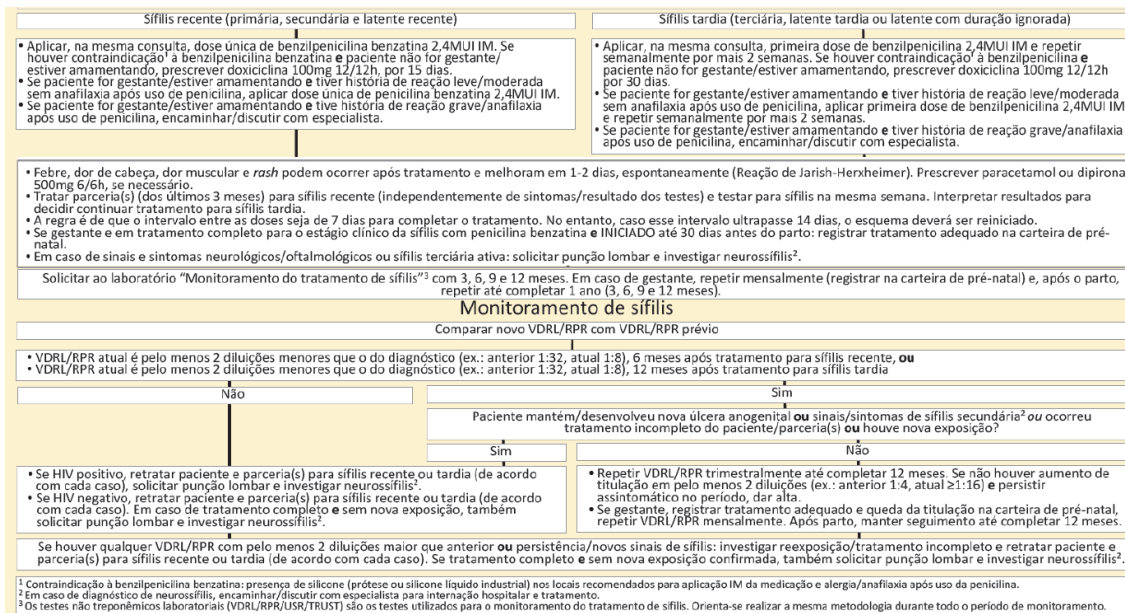 Sífilis recente (primária, secundária e latente recente)
• Aplicar, na mesma consulta, dose única de benzilpenicilina benzatina 2,4MUI IM. Se
houver contraindicação¹ à benzilpenicilina benzatina e paciente não for gestante/
estiver amamentando, prescrever doxiciclina 100mg 12/12h, por 15 dias.
• Se paciente for gestante/estiver amamentando e tiver história de reação leve/moderada
sem anafilaxia após uso de penicilina, aplicar dose única de penicilina benzatina 2,4MUI IM.
• Se paciente for gestante/estiver amamentando e tive história de reação grave/anafilaxia
após uso de penicilina, encaminhar/discutir com especialista.
Sífilis tardia (terciária, latente tardia ou latente com duração ignorada)
• Aplicar, na mesma consulta, primeira dose de benzilpenicilina 2,4MUI IM e repetir
semanalmente por mais 2 semanas. Se houver contraindicação¹ à benzilpenicilina e
paciente não for gestante/estiver amamentando, prescrever doxiciclina 100mg 12/12h
por 30 dias.
• Se paciente for gestante/estiver amamentando e tiver história de reação leve/moderada
sem anafilaxia após uso de penicilina, aplicar primeira dose de benzilpenicilina 2,4MUI IM
e repetir semanalmente por mais 2 semanas.
• Se paciente for gestante/estiver amamentando e tiver história de reação grave/anafilaxia
após uso de penicilina, encaminhar/discutir com especialista.
• Febre, dor de cabeça, dor muscular e rash podem ocorrer após tratamento e melhoram em 1-2 dias, espontaneamente (Reação de Jarish-Herxheimer). Prescrever paracetamol ou dipirona
500mg 6/6h, se necessário.
• Tratar parceria(s) (dos últimos 3 meses) para sífilis recente (independentemente de sintomas/resultado dos testes) e testar para sífilis na mesma semana. Interpretar resultados para
decidir continuar tratamento para sífilis tardia.
• A regra é de que o intervalo entre as doses seja de 7 dias para completar o tratamento. No entanto, caso esse intervalo ultrapasse 14 dias, o esquema deverá ser reiniciado.
• Se gestante e em tratamento completo para o estágio clínico da sífilis com penicilina benzatina e INICIADO até 30 dias antes do parto: registrar tratamento adequado na carteira de pré-
natal.
• Em caso de sinais e sintomas neurológicos/oftalmológicos ou sífilis terciária ativa: solicitar punção lombar e investigar neurossífilis².
Solicitar ao laboratório “Monitoramento do tratamento de sífilis”³ com 3, 6, 9 e 12 meses. Em caso de gestante, repetir mensalmente (registrar na carteira de pré-natal) e, após o parto,
repetir até completar 1 ano (3, 6, 9 e 12 meses).
Monitoramento de sífilis
Comparar novo VDRL/RPR com VDRL/RPR prévio
• VDRL/RPR atual é pelo menos 2 diluições menores que o do diagnóstico (ex.: anterior 1:32, atual 1:8), 6 meses após tratamento para sífilis recente, ou
• VDRL/RPR atual é pelo menos 2 diluições menores que o do diagnóstico (ex.: anterior 1:32, atual 1:8), 12 meses após tratamento para sífilis tardia
Não
Sim
Paciente mantém/desenvolveu nova úlcera anogenital ou sinais/sintomas de sífilis secundária² ou ocorreu
tratamento incompleto do paciente/parceria(s) ou houve nova exposição?
Sim
Não
• Se HIV positivo, retratar paciente e parceria(s) para sífilis recente ou tardia (de acordo
com cada caso), solicitar punção lombar e investigar neurossífilis².
• Se HIV negativo, retratar paciente e parceria(s) para sífilis recente ou tardia (de acordo
com cada caso). Em caso de tratamento completo e sem nova exposição, também
solicitar punção lombar e investigar neurossífilis².
• Repetir VDRL/RPR trimestralmente até completar 12 meses. Se não houver aumento de
titulação em pelo menos 2 diluições (ex.: anterior 1:4, atual ≥1:16) e persistir
assintomático no período, dar alta.
• Se gestante, registrar tratamento adequado e queda da titulação na carteira de pré-natal,
repetir VDRL/RPR mensalmente. Após parto, manter seguimento até completar 12 meses.
Se houver qualquer VDRL/RPR com pelo menos 2 diluições maior que anterior ou persistência/novos sinais de sífilis: investigar reexposição/tratamento incompleto e retratar paciente e
parceria(s) para sífilis recente ou tardia (de acordo com cada caso). Se tratamento completo e sem nova exposição confirmada, também solicitar punção lombar e investigar neurossífilis².
¹ Contraindicação à benzilpenicilina benzatina: presença de silicone (prótese ou silicone líquido industrial) nos locais recomendados para aplicação IM da medicação e alergia/anafilaxia após uso da penicilina.
² Em caso de diagnóstico de neurossífilis, encaminhar/discutir com especialista para internação hospitalar e tratamento.
³ Os testes não treponêmicos laboratoriais (VDRL/RPR/USR/TRUST) são os testes utilizados para o monitoramento do tratamento de sífilis. Orienta-se realizar a mesma metodologia durante todo o período de monitoramento.